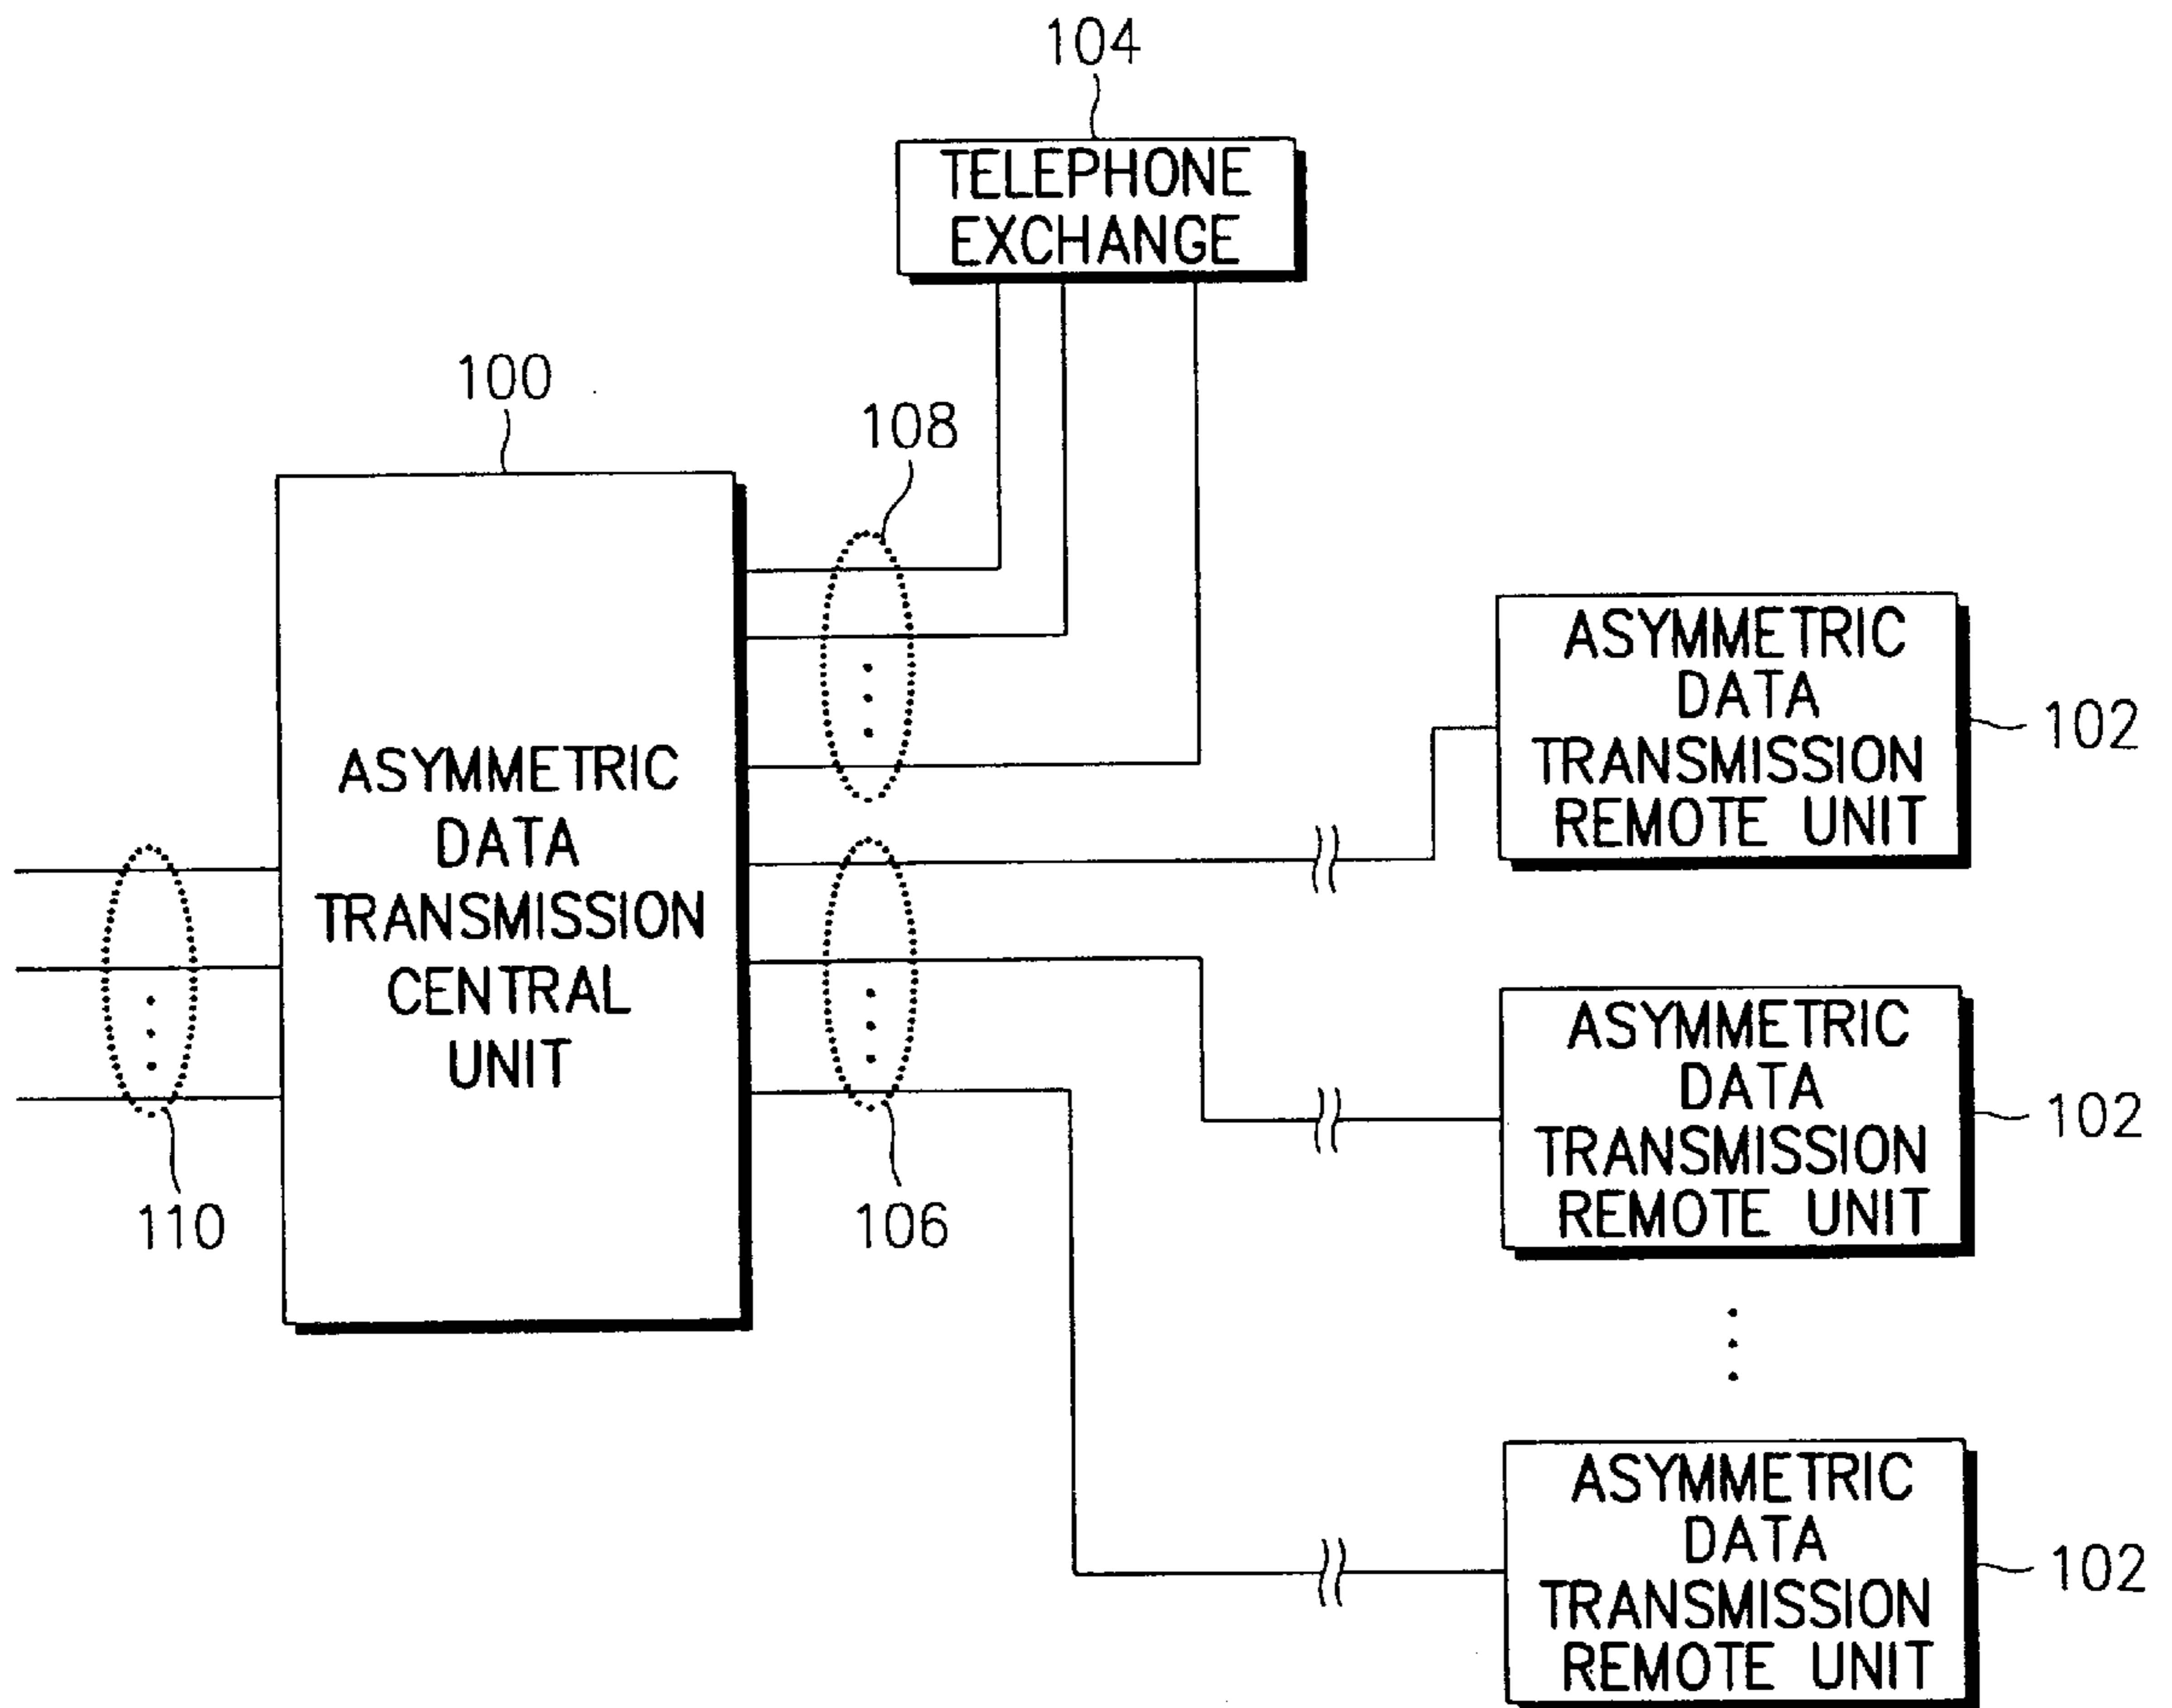 104
TELEPHONE
EXCHANGE
100
108
ASYMMETRIC
DATA
TRANSMISSION
CENTRAL
UNIT
110
106
ASYMMETRIC
DATA
TRANSMISSION
REMOTE UNIT
102
ASYMMETRIC
DATA
TRANSMISSION
REMOTE UNIT
102
ASYMMETRIC
DATA
TRANSMISSION
REMOTE UNIT
102